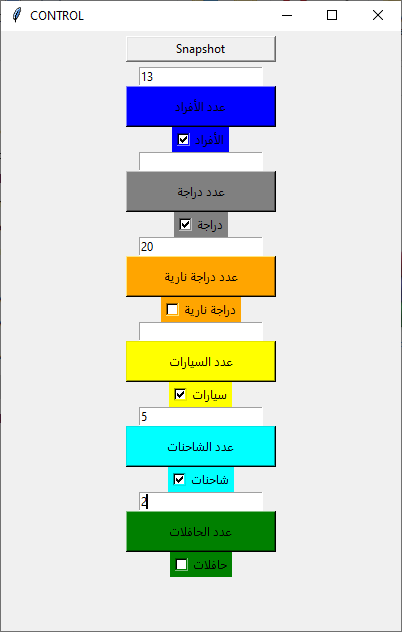 CONTROL
Snapshot
13
عدد الأفراد
الأفراد
عدد دراجة
دراجة
20
عدد دراجة نارية
دراجة نارية
عدد السيارات
سيارات
5
عدد الشاحنات
شاحنات
2
عدد الحافلات
حافلات